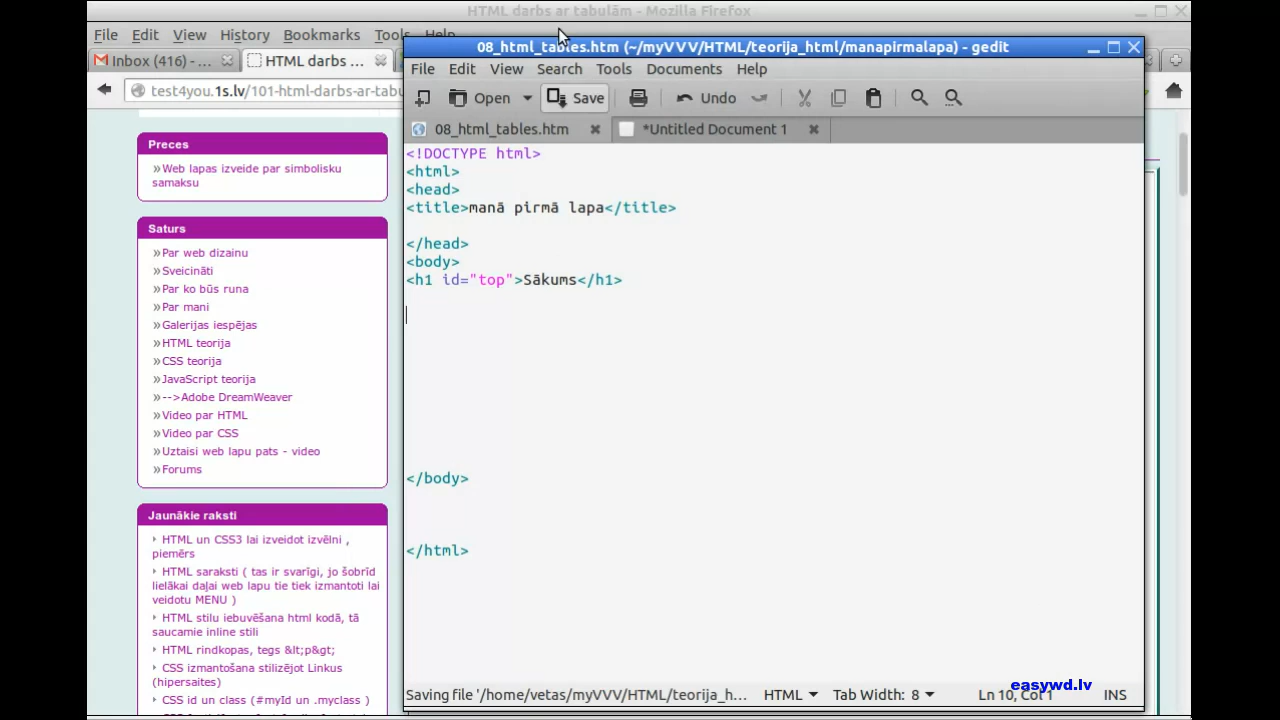 HTML darbs ar tabulām - Mozilla Firefox
File Edit View History Bookmarks Tools Help
Inbox (416) - ...
HTML darbs ...
test4you.1s.lv/101-html-darbs-ar-tabu
Preces
»Web lapas izveide par simbolisku
samaksu
Saturs
»Par web dizainu
»Sveicināti
»Par ko būs runa
»Par mani
»Galerijas iespējas
»HTML teorija
»CSS teorija
»JavaScript teorija
»-->Adobe DreamWeaver
»Video par HTML
»Video par CSS
»Uztaisi web lapu pats - video
»Forums
Jaunākie raksti
HTML un CSS3 lai izveidot izvēlni ,
piemērs
HTML saraksti ( tas ir svarīgi, jo šobrīd
lielākai daļai web lapu tie tiek izmantoti lai
veidotu MENU )
HTML stilu iebuvēšana html kodā, tā
saucamie inline stili
HTML rindkopas, tegs &lt;p&gt;
CSS izmantošana stilizējot Linkus
(hipersaites)
CSS id un class (#myId un .myclass )
08_html_tables.htm (~/myVVV/HTML/teorija_html/manapirmalapa) - gedit
File Edit View Search Tools Documents Help
Open Save Undo
08_html_tables.htm
*Untitled Document 1
<!DOCTYPE html>
<html>
<head>
<title>manā pirmā lapa</title>
</head>
<body>
<h1 id="top">Sākums</h1>
</body>
</html>
Saving file '/home/vetas/myVVV/HTML/teorija_h... HTML Tab Width: 8 Ln 10, Col 1 INS
easywd.lv